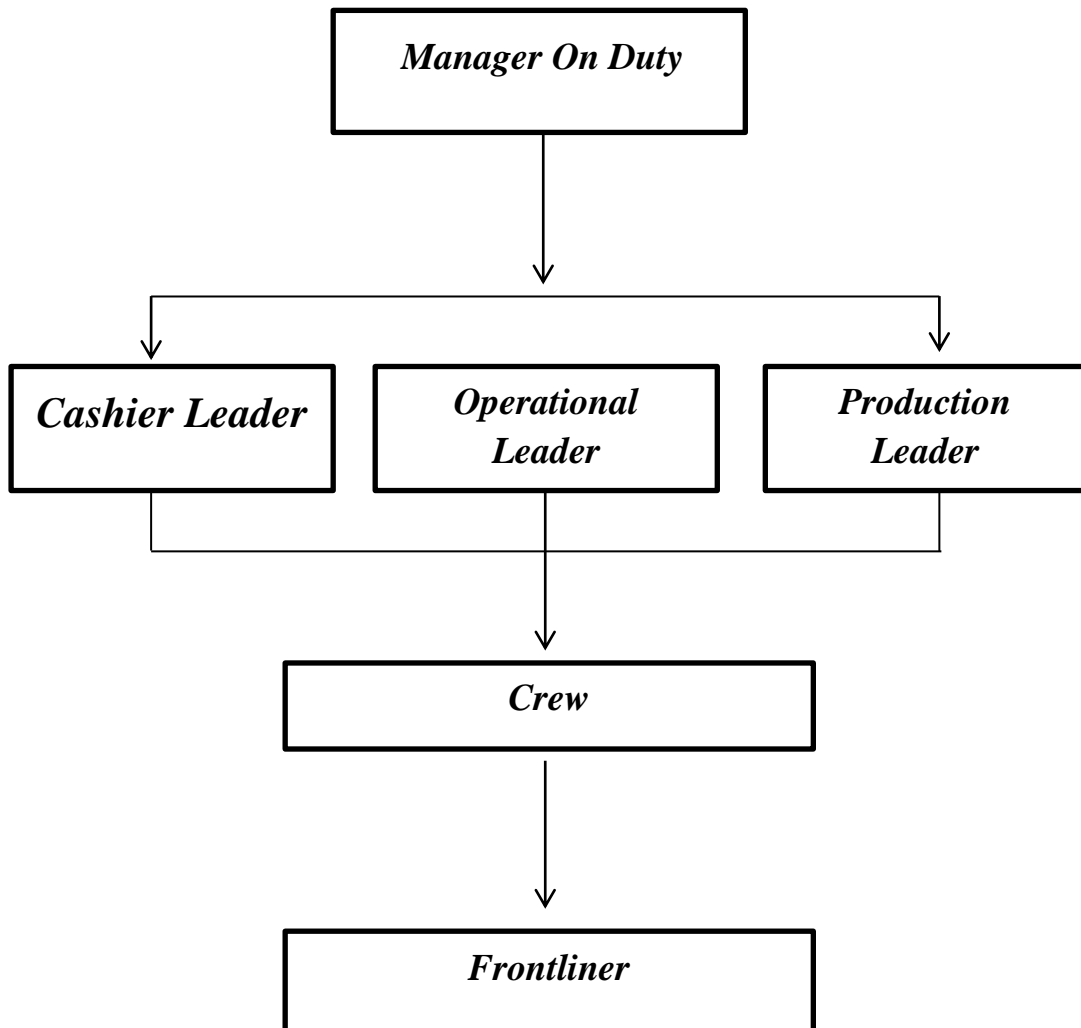 Manager On Duty
Cashier Leader
Operational
Leader
Production
Leader
Crew
Frontliner